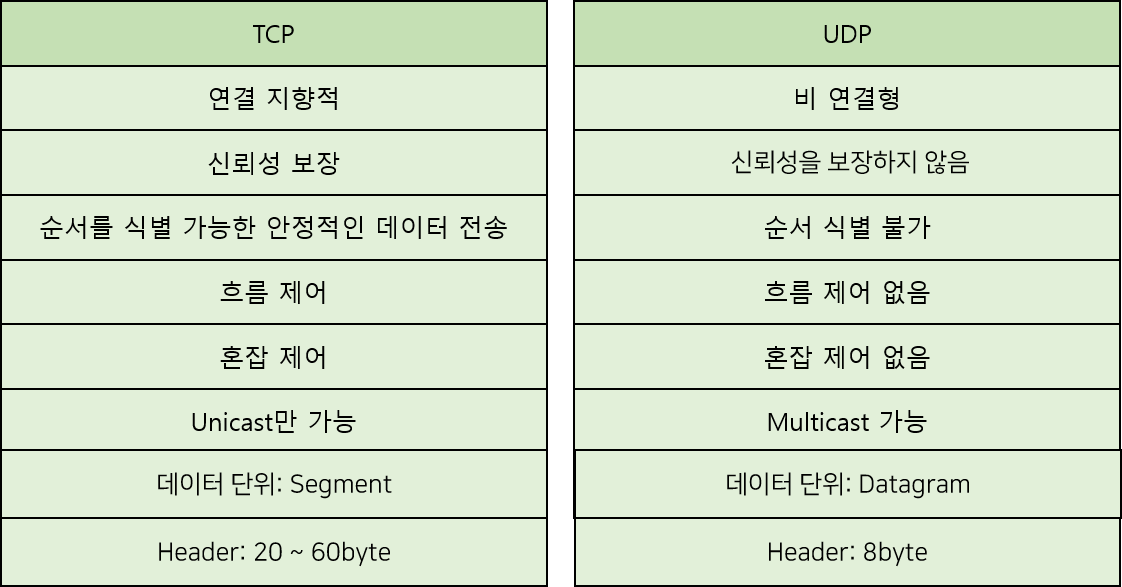 TCP
연결 지향적
신뢰성 보장
순서를 식별 가능한 안정적인 데이터 전송
흐름 제어
혼잡 제어
Unicast만 가능
데이터 단위: Segment
Header: 20 ~ 60byte
UDP
비 연결형
신뢰성을 보장하지 않음
순서 식별 불가
흐름 제어 없음
혼잡 제어 없음
Multicast 가능
데이터 단위: Datagram
Header: 8byte